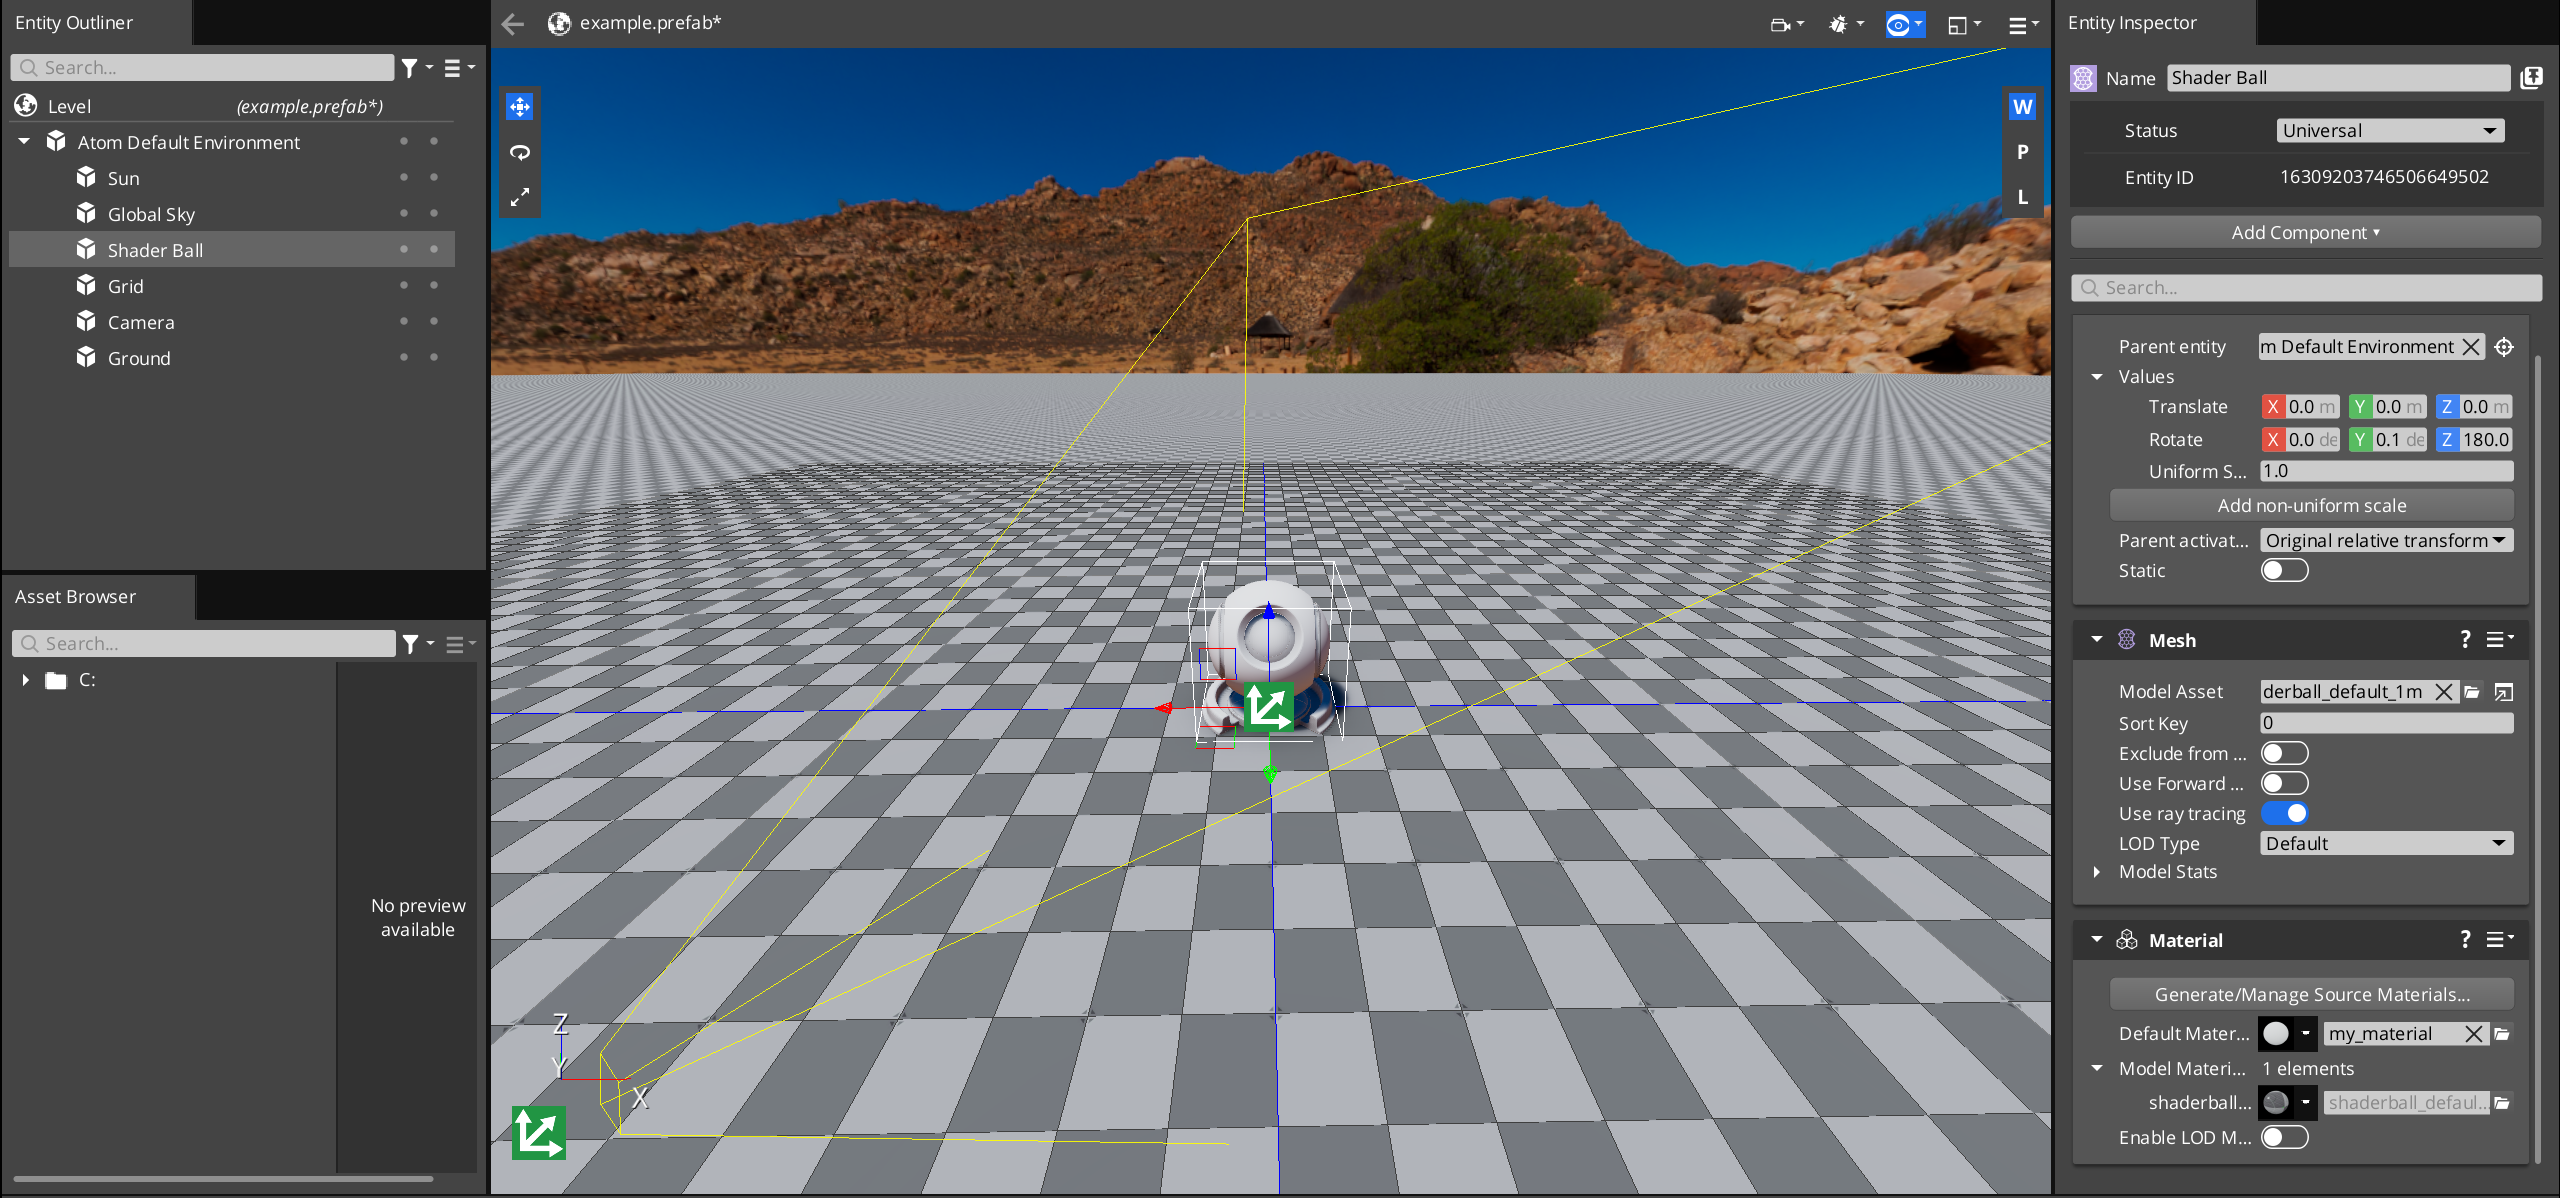 Entity Outliner
Search...
Level (example.prefab*)
Atom Default Environment
Sun
Global Sky
Shader Ball
Grid
Camera
Ground
Asset Browser
Search...
C:
No preview
available
example.prefab*
W
P
L
Z
Y
X
Entity Inspector
Name Shader Ball
Status Universal
Entity ID 16309203746506649502
Add Component
Search...
Parent entity m Default Environment
Values
Translate X 0.0 m Y 0.0 m Z 0.0 m
Rotate X 0.0 de Y 0.1 de Z 180.0
Uniform S... 1.0
Add non-uniform scale
Parent activat... Original relative transform
Static
Mesh ?
Model Asset derball_default_1m
Sort Key 0
Exclude from ...
Use Forward ...
Use ray tracing
LOD Type Default
Model Stats
Material ?
Generate/Manage Source Materials...
Default Mater... my_material
Model Materi... 1 elements
shaderball... shaderball_defaul...
Enable LOD M...